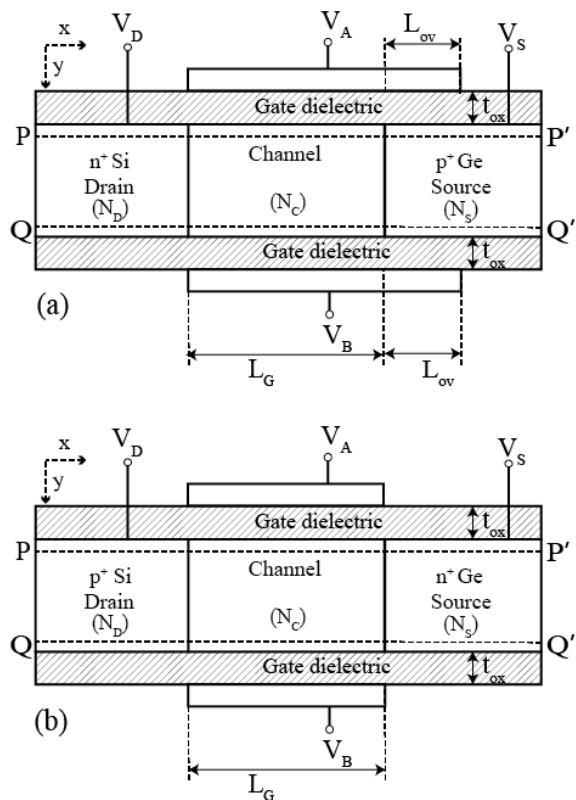 x
y
V_D
V_A
L_ov
V_S
Gate dielectric
t_ox
P
P′
n⁺ Si
Drain
(N_D)
Channel
(N_C)
p⁺ Ge
Source
(N_S)
Q
Q′
Gate dielectric
t_ox
(a)
V_B
L_G
L_ov
x
y
V_D
V_A
V_S
Gate dielectric
t_ox
P
P′
p⁺ Si
Drain
(N_D)
Channel
(N_C)
n⁺ Ge
Source
(N_S)
Q
Q′
Gate dielectric
t_ox
(b)
V_B
L_G